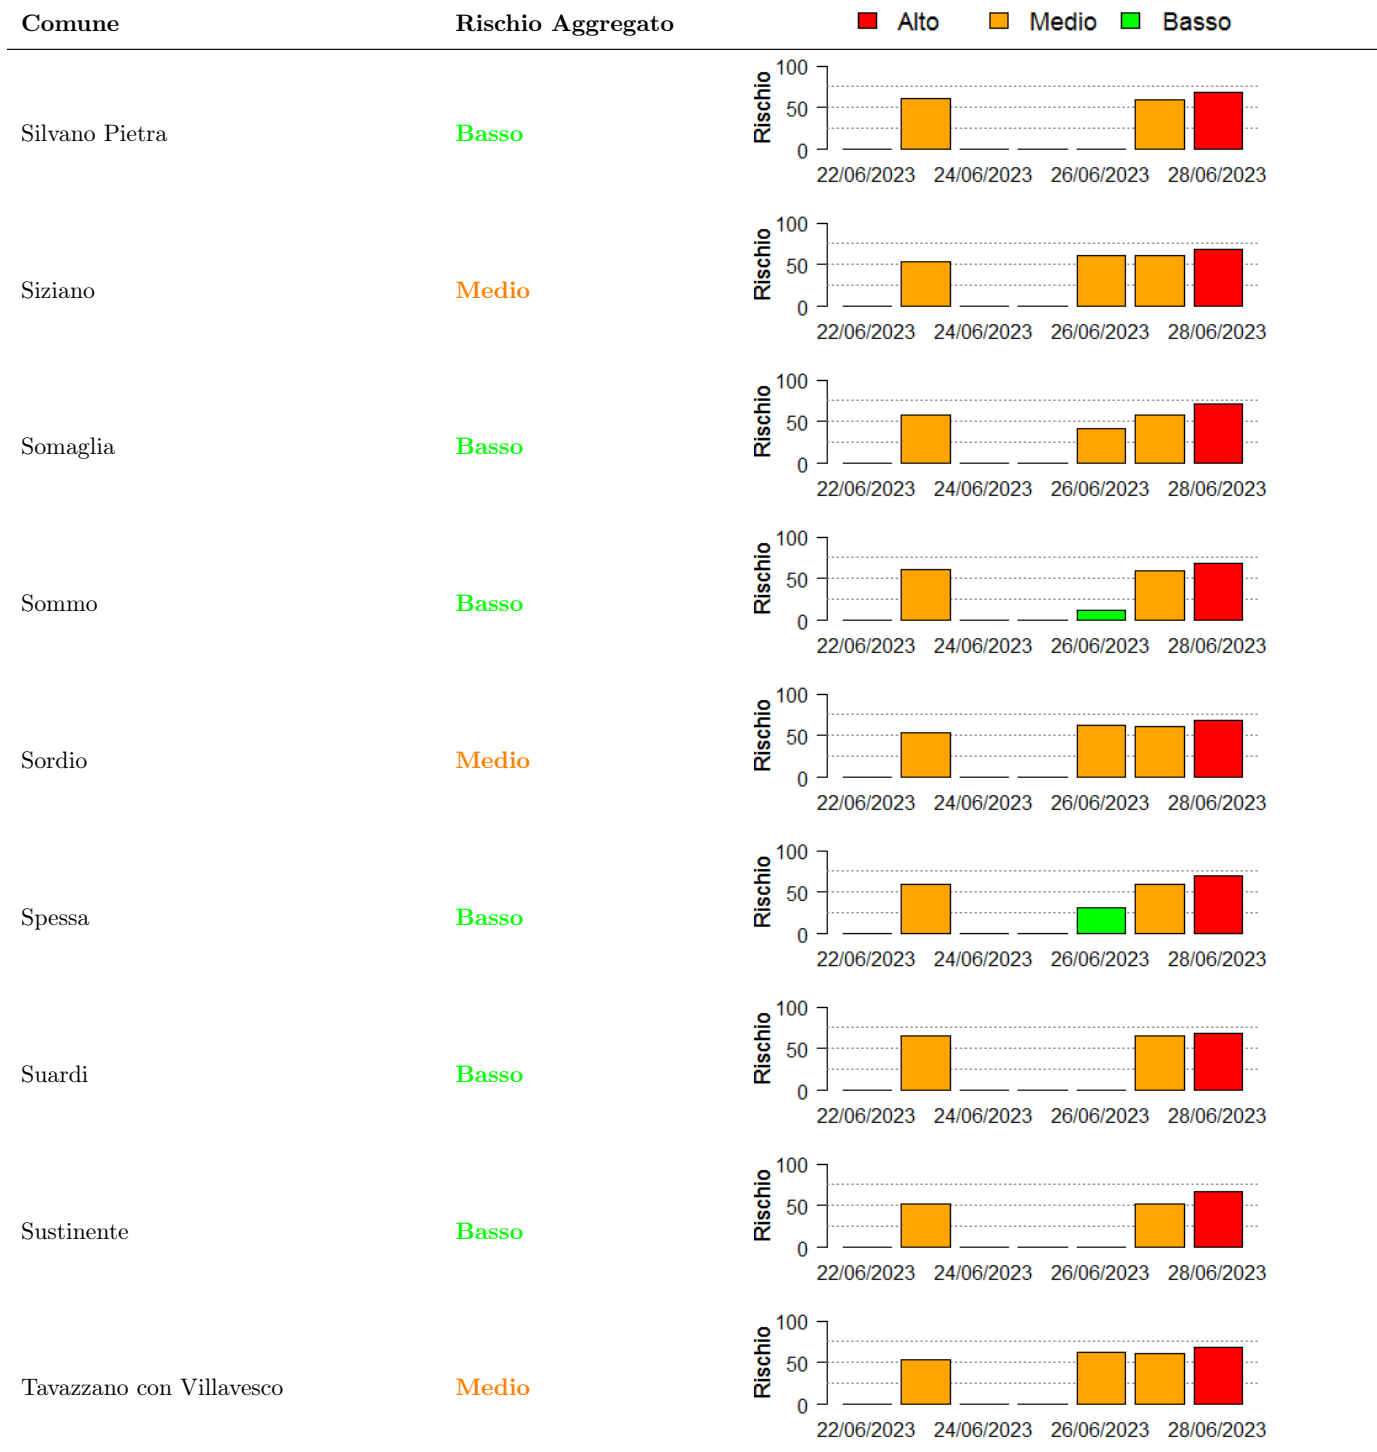 Comune Rischio Aggregato Alto Medio Basso
Silvano Pietra Basso
Rischio
100
50
0
22/06/2023 24/06/2023 26/06/2023 28/06/2023
Siziano Medio
Rischio
100
50
0
22/06/2023 24/06/2023 26/06/2023 28/06/2023
Somaglia Basso
Rischio
100
50
0
22/06/2023 24/06/2023 26/06/2023 28/06/2023
Sommo Basso
Rischio
100
50
0
22/06/2023 24/06/2023 26/06/2023 28/06/2023
Sordio Medio
Rischio
100
50
0
22/06/2023 24/06/2023 26/06/2023 28/06/2023
Spessa Basso
Rischio
100
50
0
22/06/2023 24/06/2023 26/06/2023 28/06/2023
Suardi Basso
Rischio
100
50
0
22/06/2023 24/06/2023 26/06/2023 28/06/2023
Sustinente Basso
Rischio
100
50
0
22/06/2023 24/06/2023 26/06/2023 28/06/2023
Tavazzano con Villavesco Medio
Rischio
100
50
0
22/06/2023 24/06/2023 26/06/2023 28/06/2023